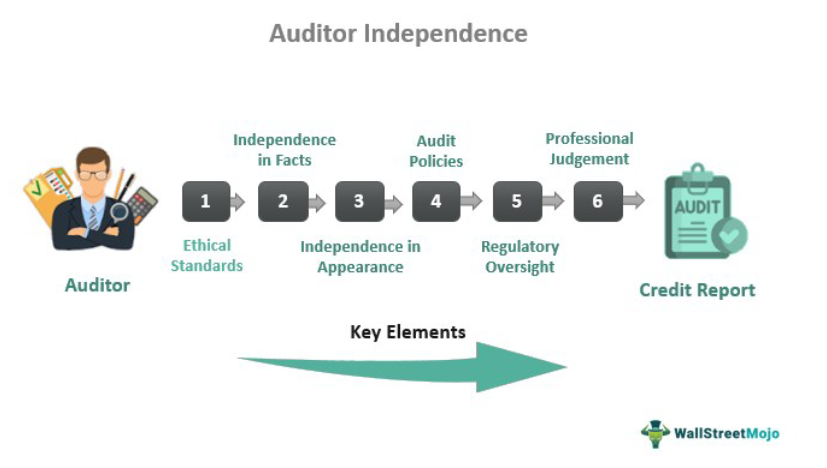 Auditor Independence
Independence
in Facts
Audit
Policies
Professional
Judgement
1
2
3
4
5
6
AUDIT
Ethical
Standards
Independence in
Appearance
Regulatory
Oversight
Auditor
Credit Report
Key Elements
WallStreetMojo